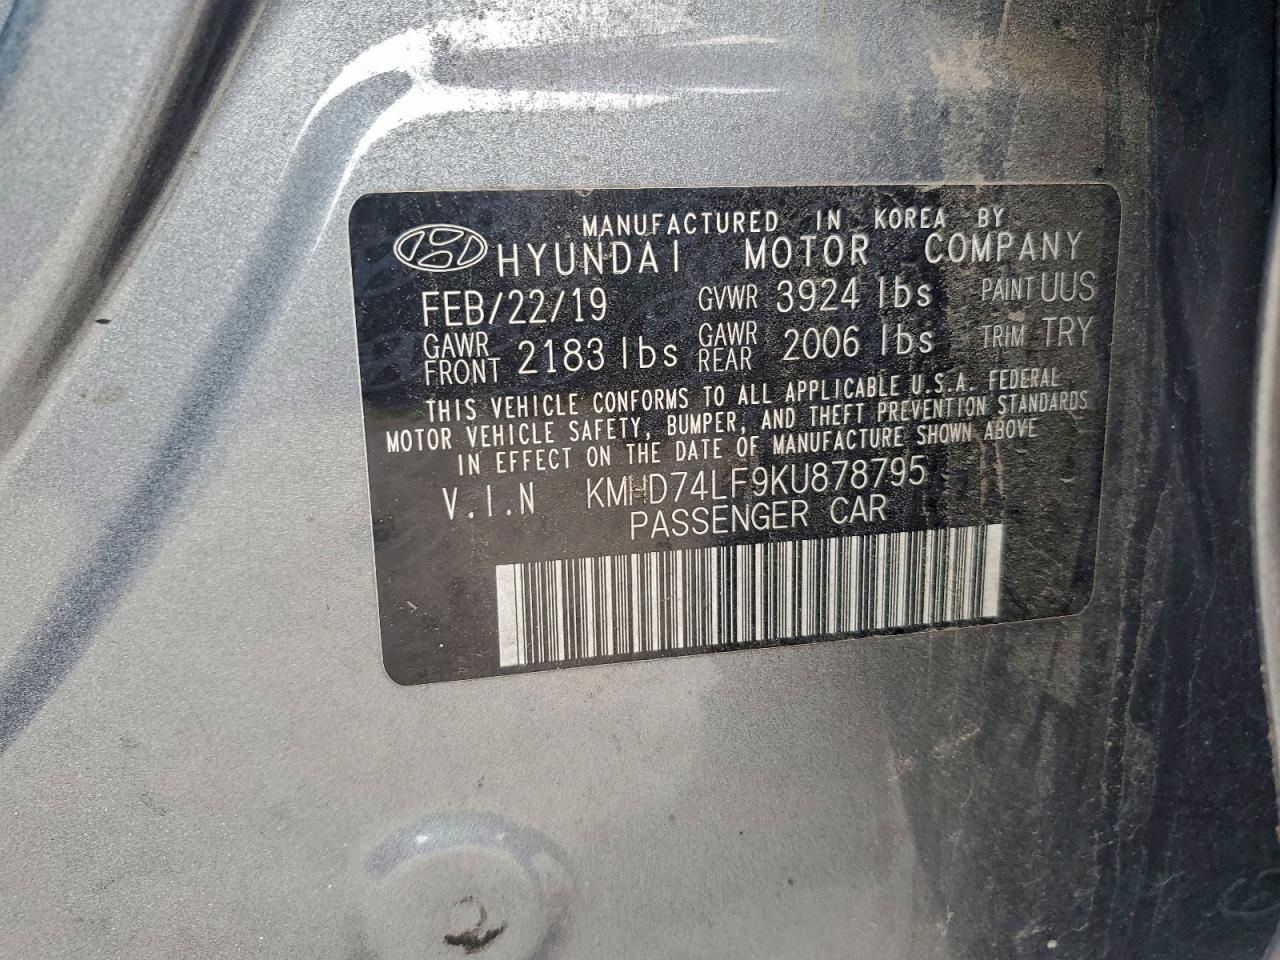 MANUFACTURED IN KOREA BY
HYUNDAI MOTOR COMPANY
FEB/22/19 GVWR 3924 lbs PAINT UUS
GAWR FRONT 2183 lbs GAWR REAR 2006 lbs TRIM TRY
THIS VEHICLE CONFORMS TO ALL APPLICABLE U.S.A. FEDERAL
MOTOR VEHICLE SAFETY, BUMPER, AND THEFT PREVENTION STANDARDS
IN EFFECT ON THE DATE OF MANUFACTURE SHOWN ABOVE
V.I.N KMHD74LF9KU878795
PASSENGER CAR